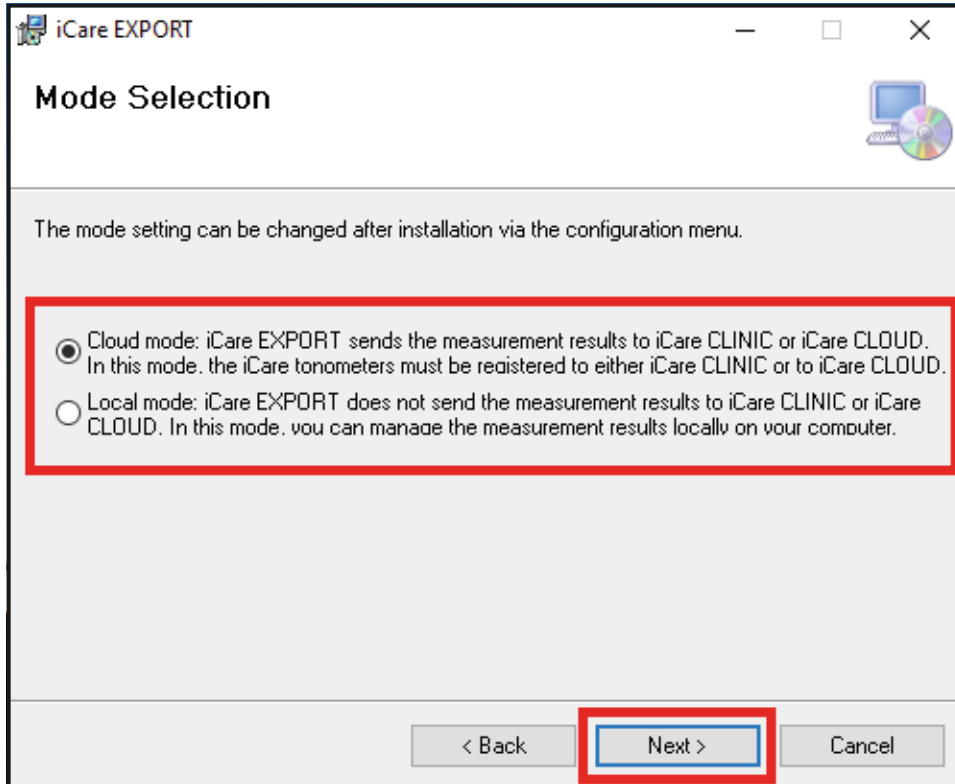 iCare EXPORT
Mode Selection
The mode setting can be changed after installation via the configuration menu.
Cloud mode: iCare EXPORT sends the measurement results to iCare CLINIC or iCare CLOUD.
In this mode, the iCare tonometers must be registered to either iCare CLINIC or to iCare CLOUD.
Local mode: iCare EXPORT does not send the measurement results to iCare CLINIC or iCare
CLOUD. In this mode, you can manage the measurement results locally on your computer.
< Back
Next >
Cancel